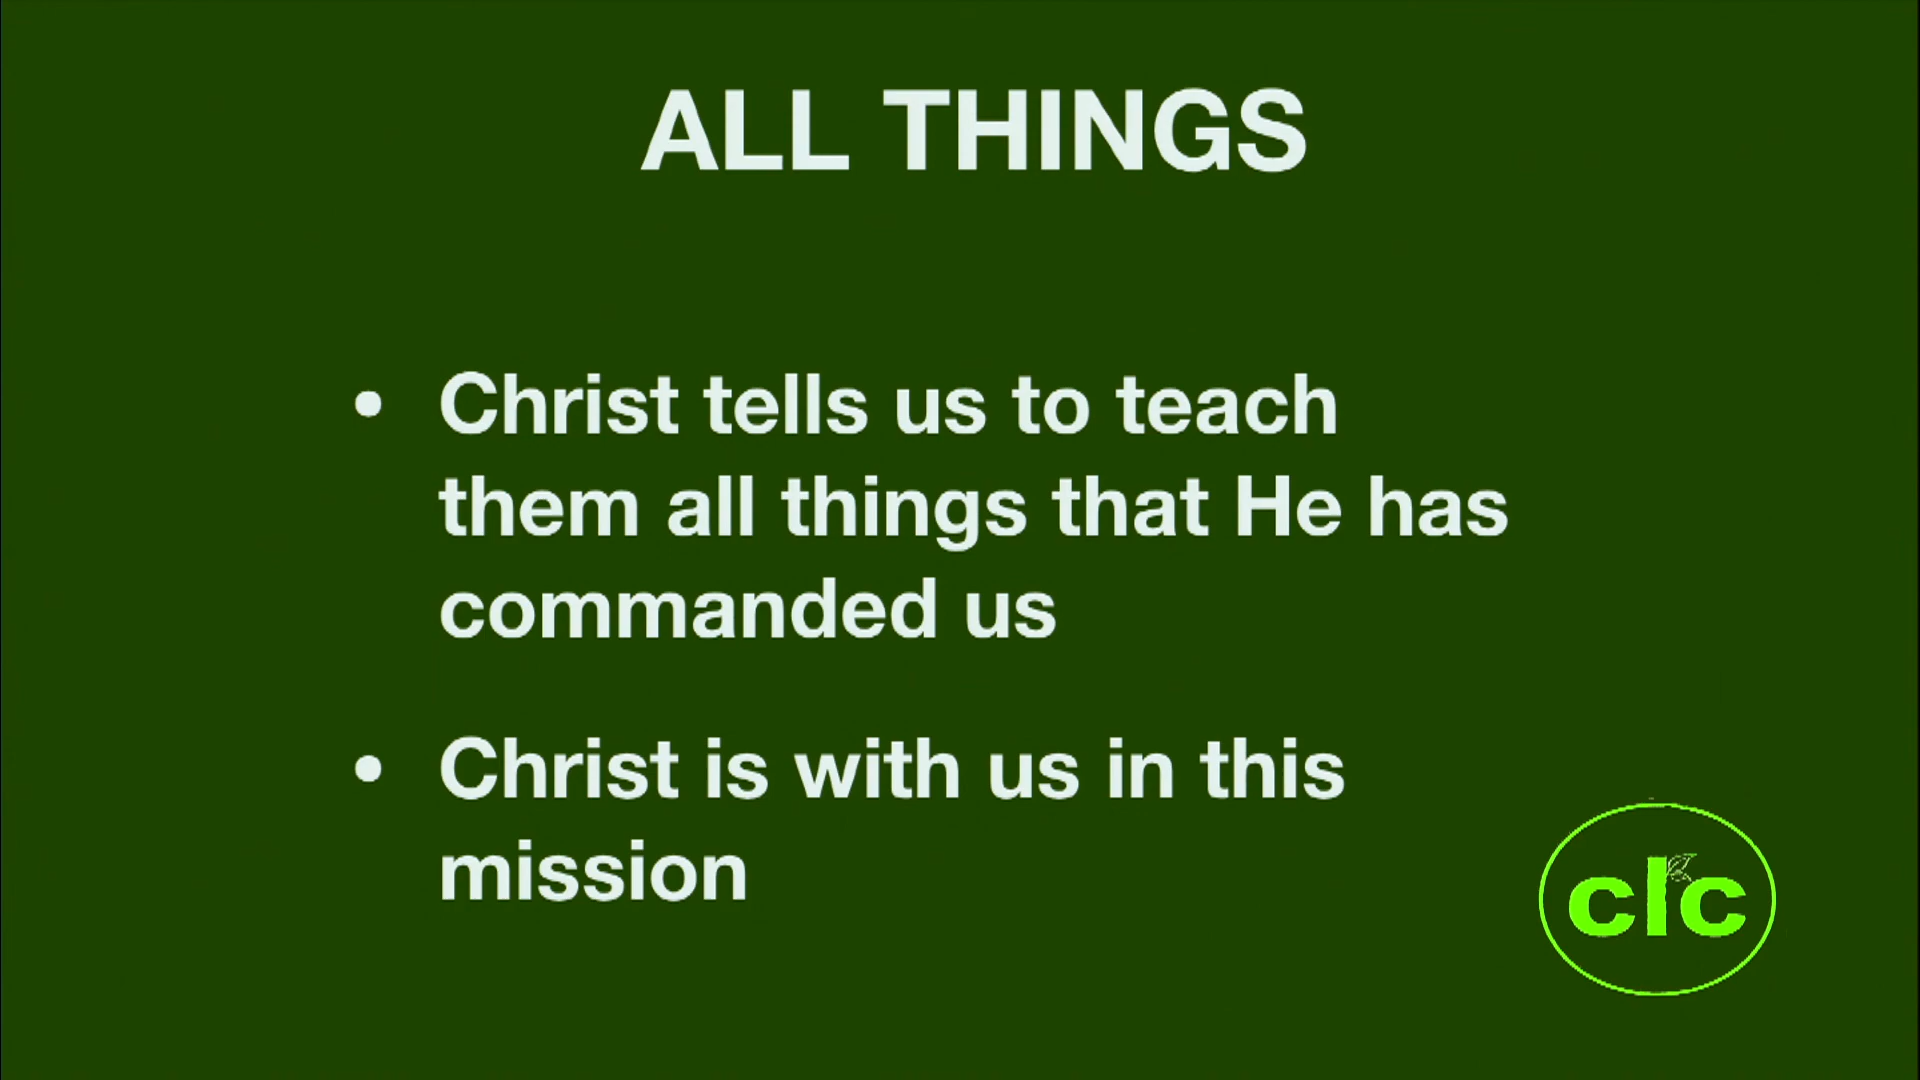 ALL THINGS
• Christ tells us to teach
them all things that He has
commanded us
• Christ is with us in this
mission
clc